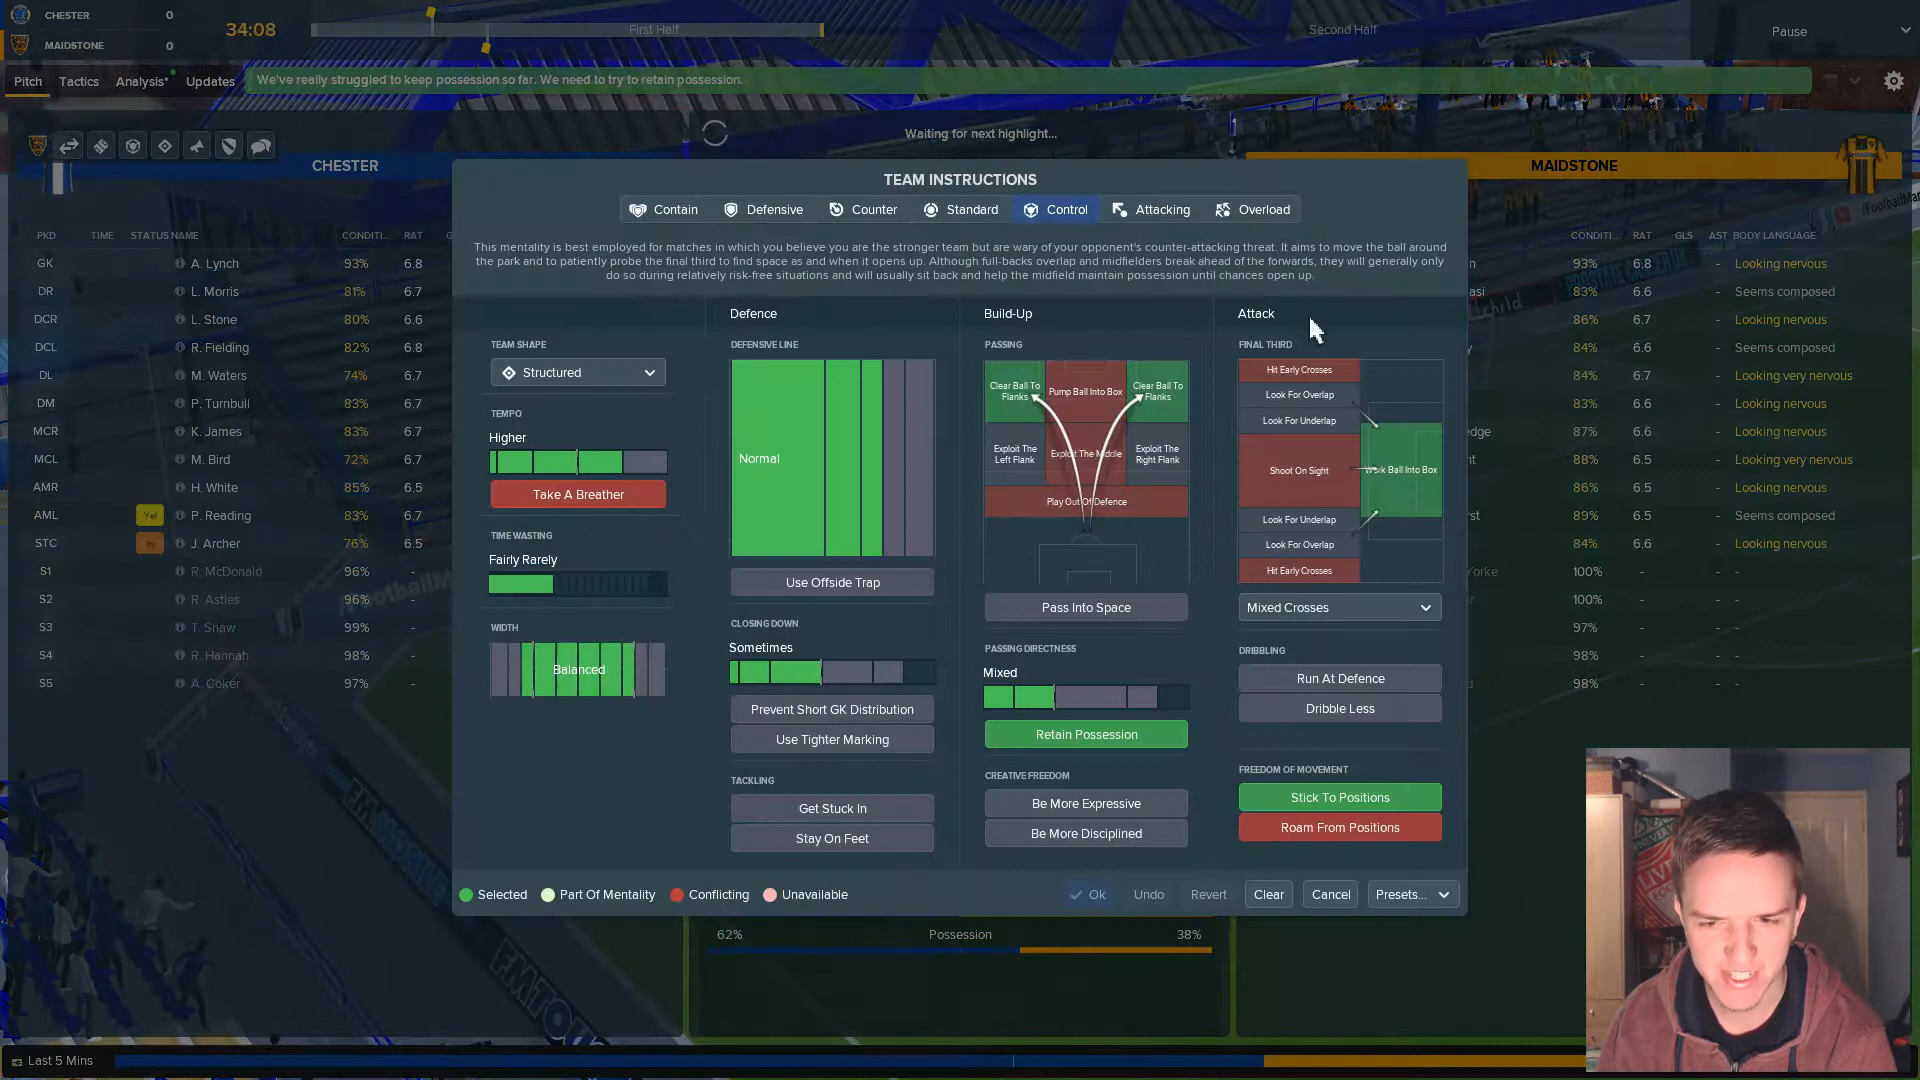 CHESTER 0
MAIDSTONE 0
34:08
First Half
Second Half
Pause
Pitch Tactics Analysis* Updates
We've really struggled to keep possession so far. We need to try to retain possession.
Waiting for next highlight...
CHESTER
MAIDSTONE
PKD TIME STATUS NAME CONDITI... RAT G
GK A. Lynch 93% 6.8
DR L. Morris 81% 6.7
DCR L. Stone 80% 6.6
DCL R. Fielding 82% 6.8
DL M. Waters 74% 6.7
DM P. Turnbull 83% 6.7
MCR K. James 83% 6.7
MCL M. Bird 72% 6.7
AMR H. White 85% 6.5
AML Yel P. Reading 83% 6.7
STC Inj J. Archer 76% 6.5
S1 R. McDonald 96% -
S2 R. Astles 96% -
S3 T. Shaw 99% -
S4 R. Hannah 98% -
S5 A. Coker 97% -
TEAM INSTRUCTIONS
Contain Defensive Counter Standard Control Attacking Overload
This mentality is best employed for matches in which you believe you are the stronger team but are wary of your opponent's counter-attacking threat. It aims to move the ball around
the park and to patiently probe the final third to find space as and when it opens up. Although full-backs overlap and midfielders break ahead of the forwards, they will generally only
do so during relatively risk-free situations and will usually sit back and help the midfield maintain possession until chances open up.
TEAM SHAPE
Structured
TEMPO
Higher
Take A Breather
TIME WASTING
Fairly Rarely
WIDTH
Balanced
Defence
DEFENSIVE LINE
Normal
Use Offside Trap
CLOSING DOWN
Sometimes
Prevent Short GK Distribution
Use Tighter Marking
TACKLING
Get Stuck In
Stay On Feet
Build-Up
PASSING
Clear Ball To
Flanks
Pump Ball Into Box
Clear Ball To
Flanks
Exploit The
Left Flank
Exploit The Middle
Exploit The
Right Flank
Play Out Of Defence
Pass Into Space
PASSING DIRECTNESS
Mixed
Retain Possession
CREATIVE FREEDOM
Be More Expressive
Be More Disciplined
Attack
FINAL THIRD
Hit Early Crosses
Look For Overlap
Look For Underlap
Shoot On Sight
Work Ball Into Box
Look For Underlap
Look For Overlap
Hit Early Crosses
Mixed Crosses
DRIBBLING
Run At Defence
Dribble Less
FREEDOM OF MOVEMENT
Stick To Positions
Roam From Positions
Selected Part Of Mentality Conflicting Unavailable
Ok Undo Revert Clear Cancel Presets...
CONDITI... RAT GLS AST BODY LANGUAGE
93% 6.8 - Looking nervous
83% 6.6 - Seems composed
86% 6.7 - Looking nervous
84% 6.6 - Seems composed
84% 6.7 - Looking very nervous
83% 6.6 - Looking nervous
87% 6.6 - Looking nervous
88% 6.5 - Looking very nervous
86% 6.5 - Looking nervous
89% 6.5 - Seems composed
84% 6.6 - Looking nervous
100% - - -
100% - - -
97% - - -
98% - - -
98% - - -
62% Possession 38%
Last 5 Mins